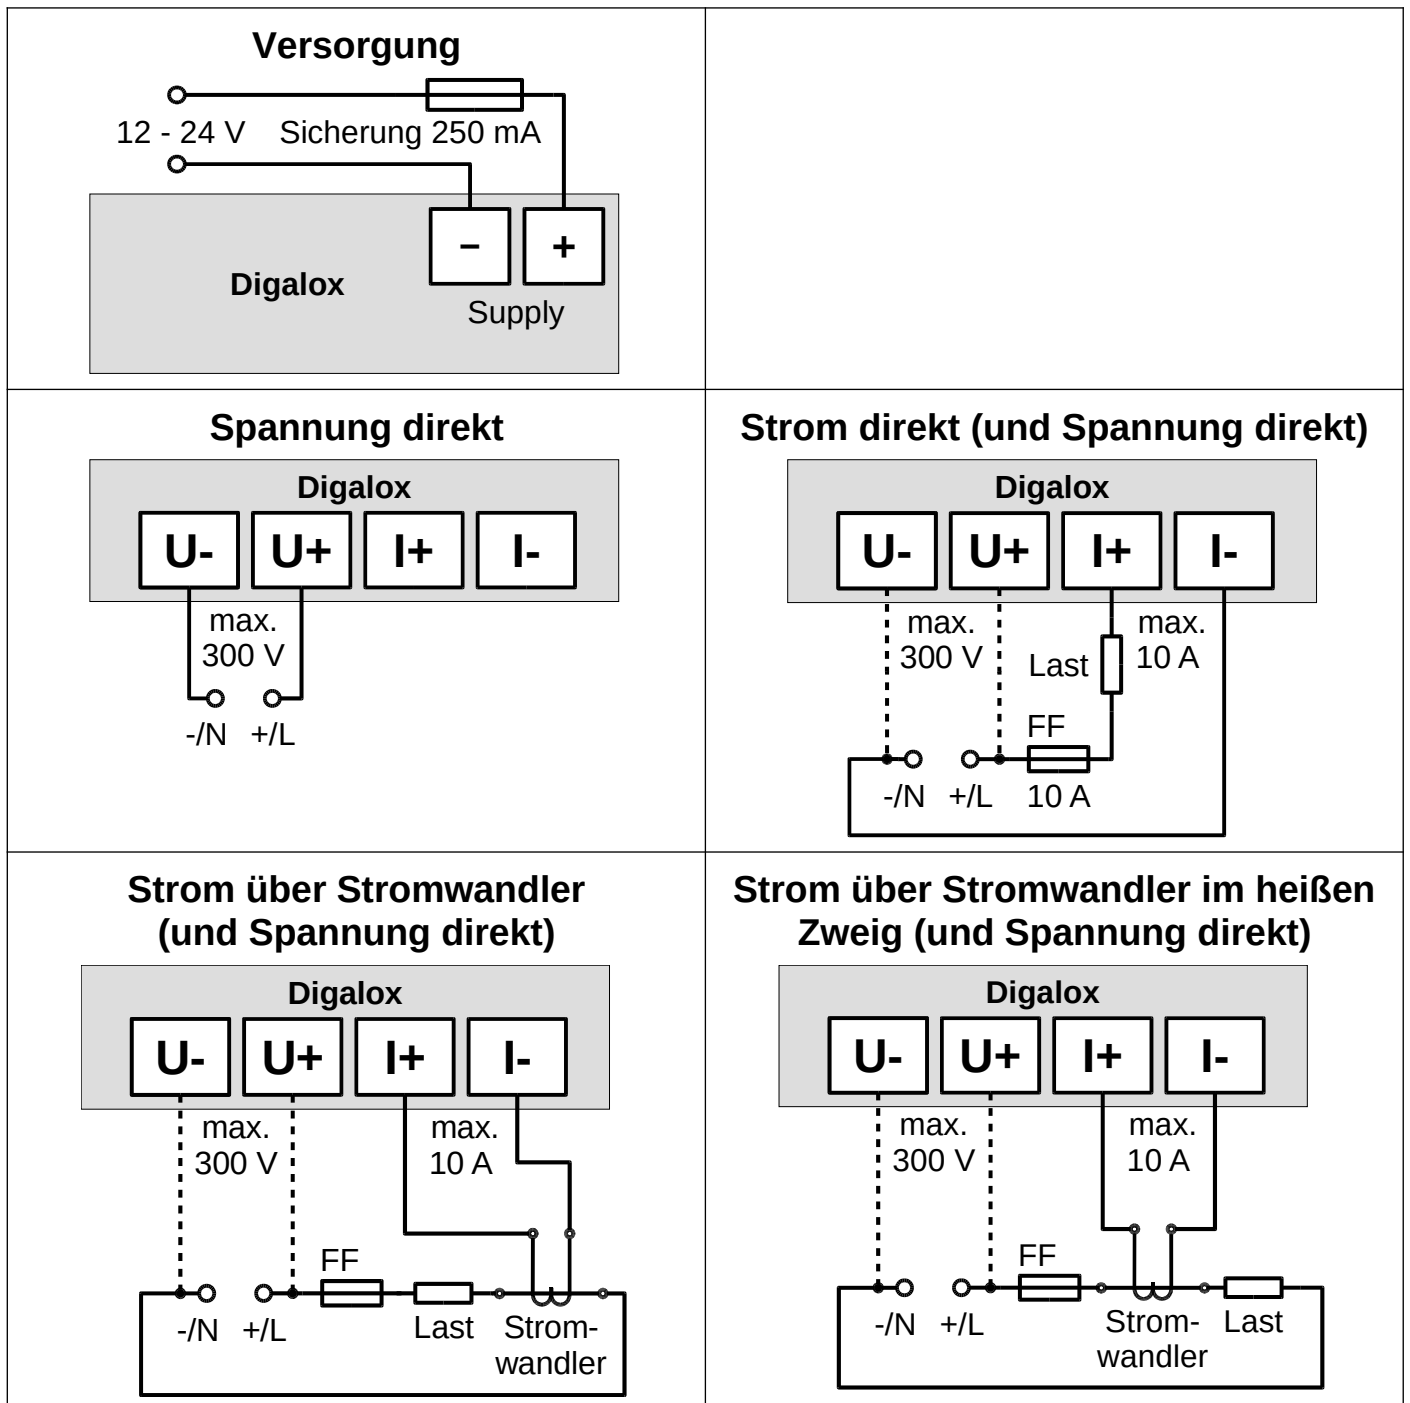 Versorgung
12 - 24 V Sicherung 250 mA
− +
Digalox
Supply
Spannung direkt
Digalox
U- U+ I+ I-
max.
300 V
-/N +/L
Strom direkt (und Spannung direkt)
Digalox
U- U+ I+ I-
max. max.
300 V Last 10 A
FF
-/N +/L 10 A
Strom über Stromwandler
(und Spannung direkt)
Digalox
U- U+ I+ I-
max. max.
300 V 10 A
FF
-/N +/L Last Strom-
wandler
Strom über Stromwandler im heißen
Zweig (und Spannung direkt)
Digalox
U- U+ I+ I-
max. max.
300 V 10 A
FF
-/N +/L Strom- Last
wandler